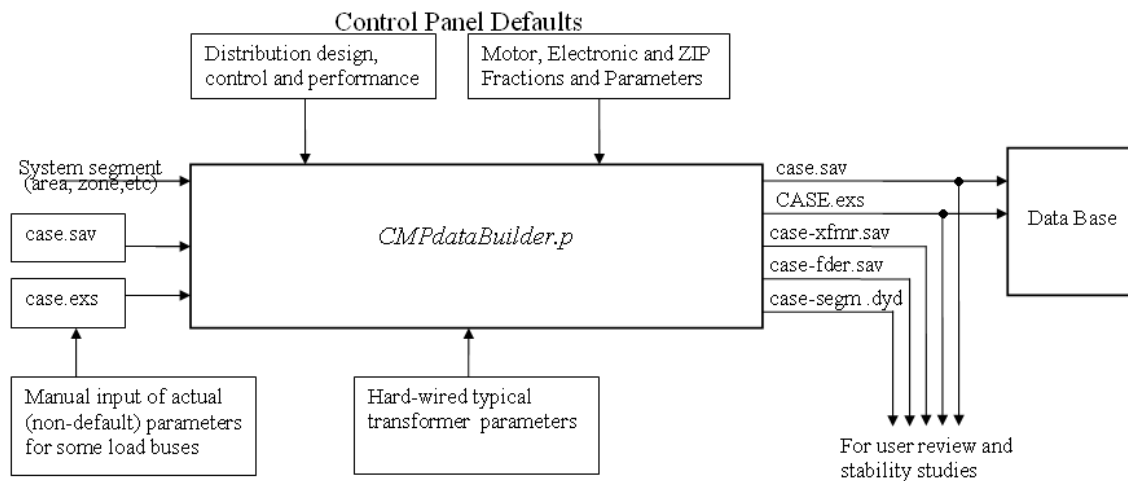 Control Panel Defaults
Distribution design,
control and performance
Motor, Electronic and ZIP
Fractions and Parameters
System segment
(area, zone,etc)
case.sav
case.exs
CMPdataBuilder.p
case.sav
CASE.exs
case-xfmr.sav
case-fder.sav
case-segm .dyd
Data Base
Manual input of actual
(non-default) parameters
for some load buses
Hard-wired typical
transformer parameters
For user review and
stability studies